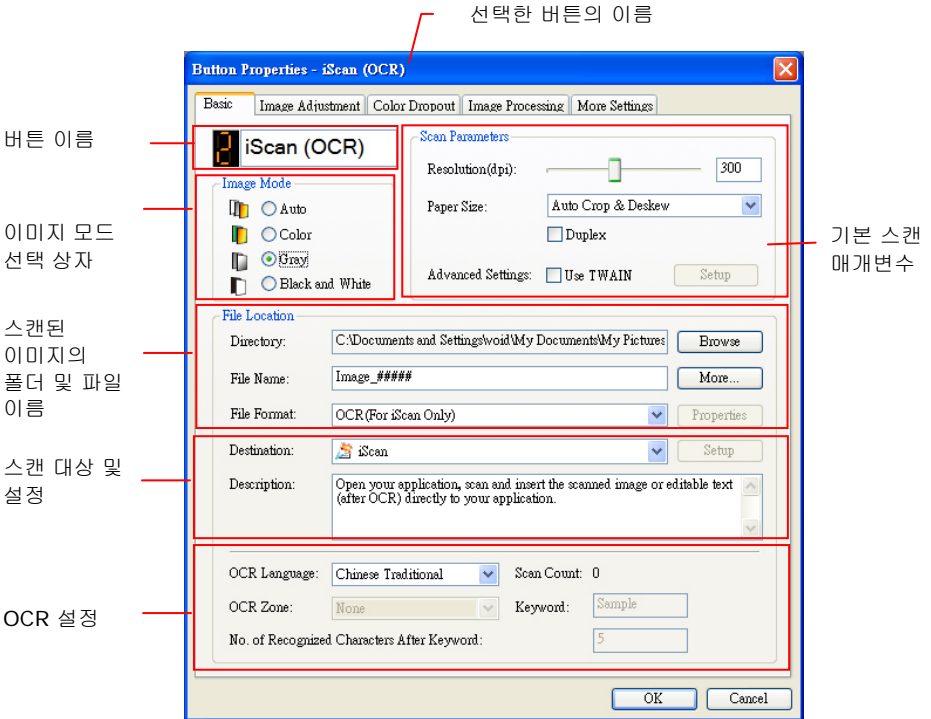 선택한 버튼의 이름
Button Properties - iScan (OCR)
Basic
Image Adjustment
Color Dropout
Image Processing
More Settings
버튼 이름
2
iScan (OCR)
Image Mode
Auto
Color
Gray
Black and White
이미지 모드
선택 상자
Scan Parameters
Resolution(dpi):
300
Paper Size:
Auto Crop & Deskew
Duplex
Advanced Settings:
Use TWAIN
Setup
기본 스캔
매개변수
스캔된
이미지의
폴더 및 파일
이름
File Location
Directory:
C:\Documents and Settings\void\My Documents\My Pictures
Browse
File Name:
Image_#####
More...
File Format:
OCR(For iScan Only)
Properties
스캔 대상 및
설정
Destination:
iScan
Setup
Description:
Open your application, scan and insert the scanned image or editable text
(after OCR) directly to your application.
OCR 설정
OCR Language:
Chinese Traditional
Scan Count: 0
OCR Zone:
None
Keyword:
Sample
No. of Recognized Characters After Keyword:
5
OK
Cancel